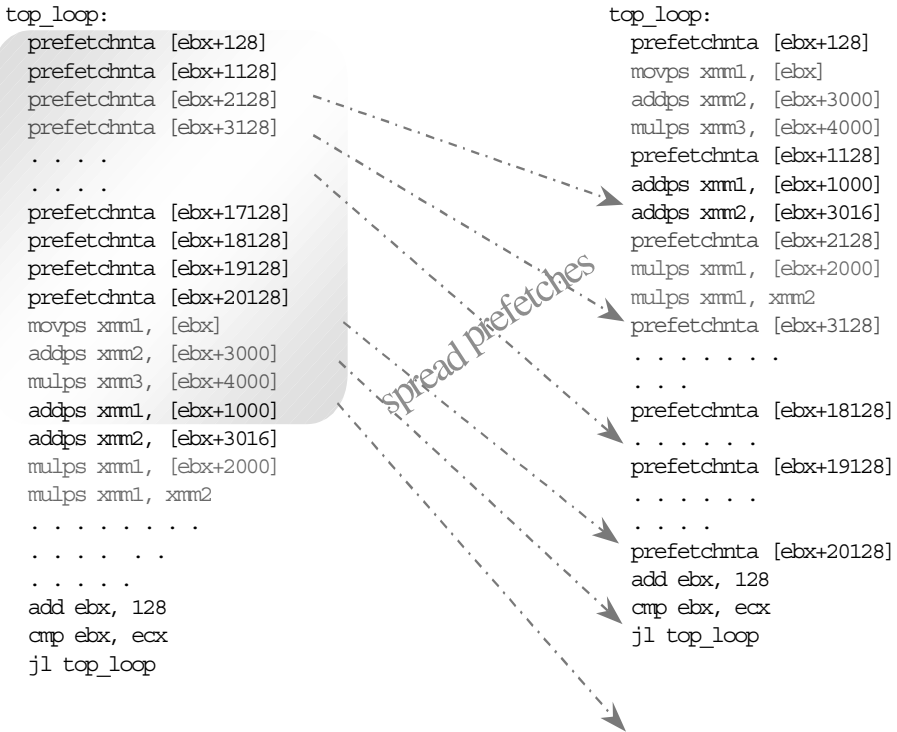 top_loop:
prefetchnta [ebx+128]
prefetchnta [ebx+1128]
prefetchnta [ebx+2128]
prefetchnta [ebx+3128]
. . . .
. . . .
prefetchnta [ebx+17128]
prefetchnta [ebx+18128]
prefetchnta [ebx+19128]
prefetchnta [ebx+20128]
movps xmm1, [ebx]
addps xmm2, [ebx+3000]
mulps xmm3, [ebx+4000]
addps xmm1, [ebx+1000]
addps xmm2, [ebx+3016]
mulps xmm1, [ebx+2000]
mulps xmm1, xmm2
. . . . . . . .
. . . . . .
. . . . .
add ebx, 128
cmp ebx, ecx
jl top_loop
spread prefetches
top_loop:
prefetchnta [ebx+128]
movps xmm1, [ebx]
addps xmm2, [ebx+3000]
mulps xmm3, [ebx+4000]
prefetchnta [ebx+1128]
addps xmm1, [ebx+1000]
addps xmm2, [ebx+3016]
prefetchnta [ebx+2128]
mulps xmm1, [ebx+2000]
mulps xmm1, xmm2
prefetchnta [ebx+3128]
. . . . . . .
. . .
prefetchnta [ebx+18128]
. . . . . .
prefetchnta [ebx+19128]
. . . . . .
. . . .
prefetchnta [ebx+20128]
add ebx, 128
cmp ebx, ecx
jl top_loop